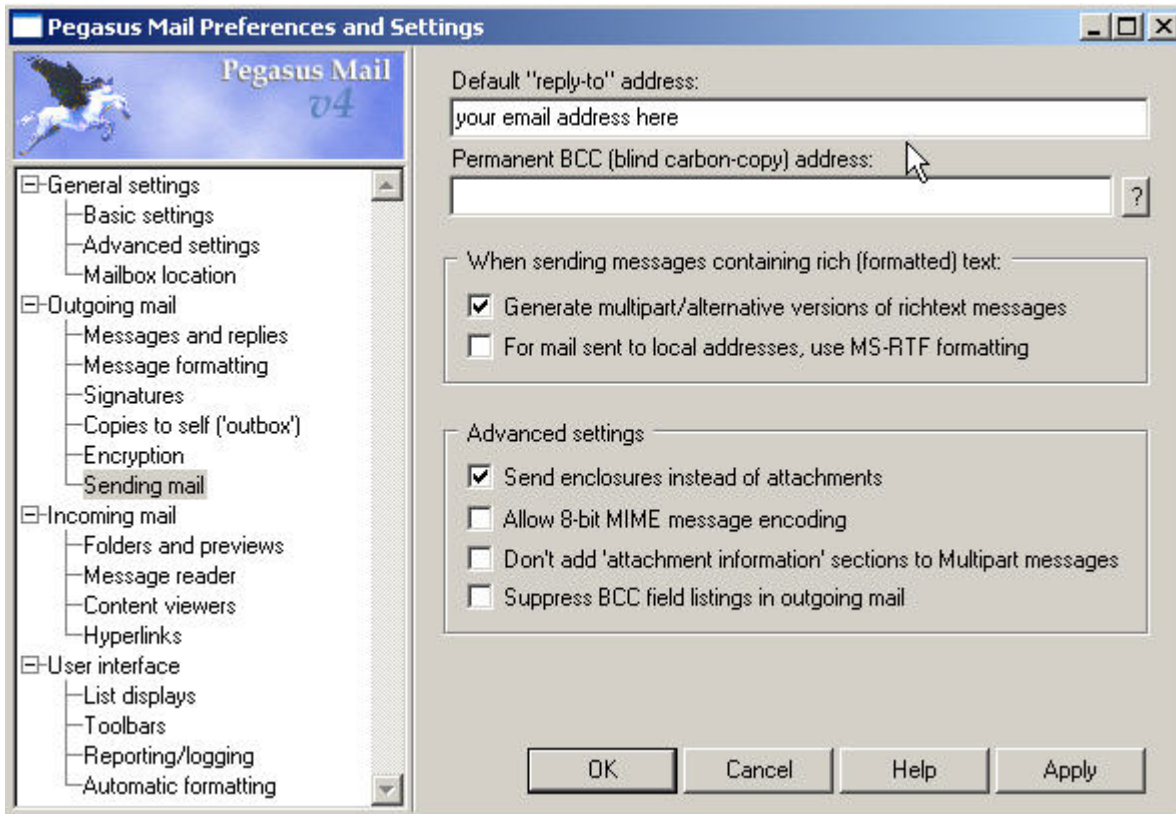 Pegasus Mail Preferences and Settings
Pegasus Mail
v4
General settings
Basic settings
Advanced settings
Mailbox location
Outgoing mail
Messages and replies
Message formatting
Signatures
Copies to self ('outbox')
Encryption
Sending mail
Incoming mail
Folders and previews
Message reader
Content viewers
Hyperlinks
User interface
List displays
Toolbars
Reporting/logging
Automatic formatting
Default "reply-to" address:
your email address here
Permanent BCC (blind carbon-copy) address:
?
When sending messages containing rich (formatted) text:
Generate multipart/alternative versions of richtext messages
For mail sent to local addresses, use MS-RTF formatting
Advanced settings
Send enclosures instead of attachments
Allow 8-bit MIME message encoding
Don't add 'attachment information' sections to Multipart messages
Suppress BCC field listings in outgoing mail
OK Cancel Help Apply